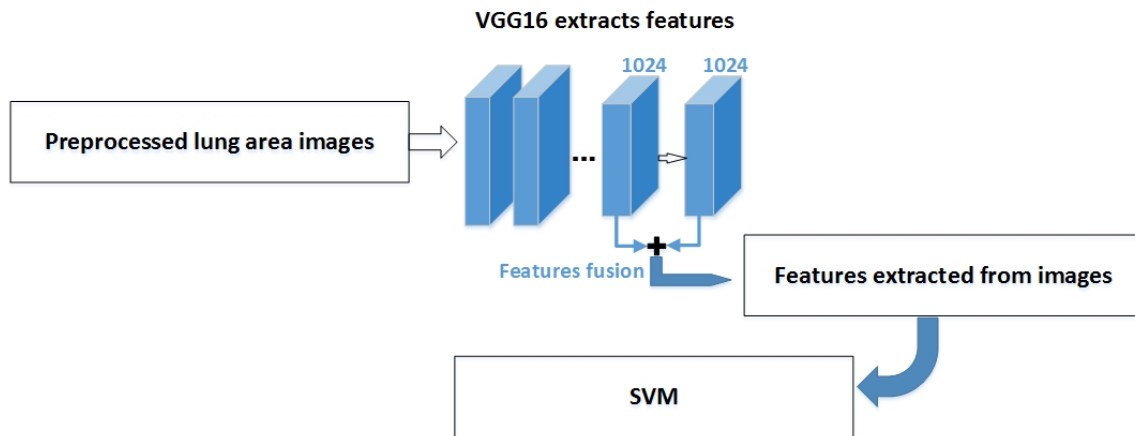 VGG16 extracts features
1024 1024
Preprocessed lung area images
...
+
Features fusion
Features extracted from images
SVM